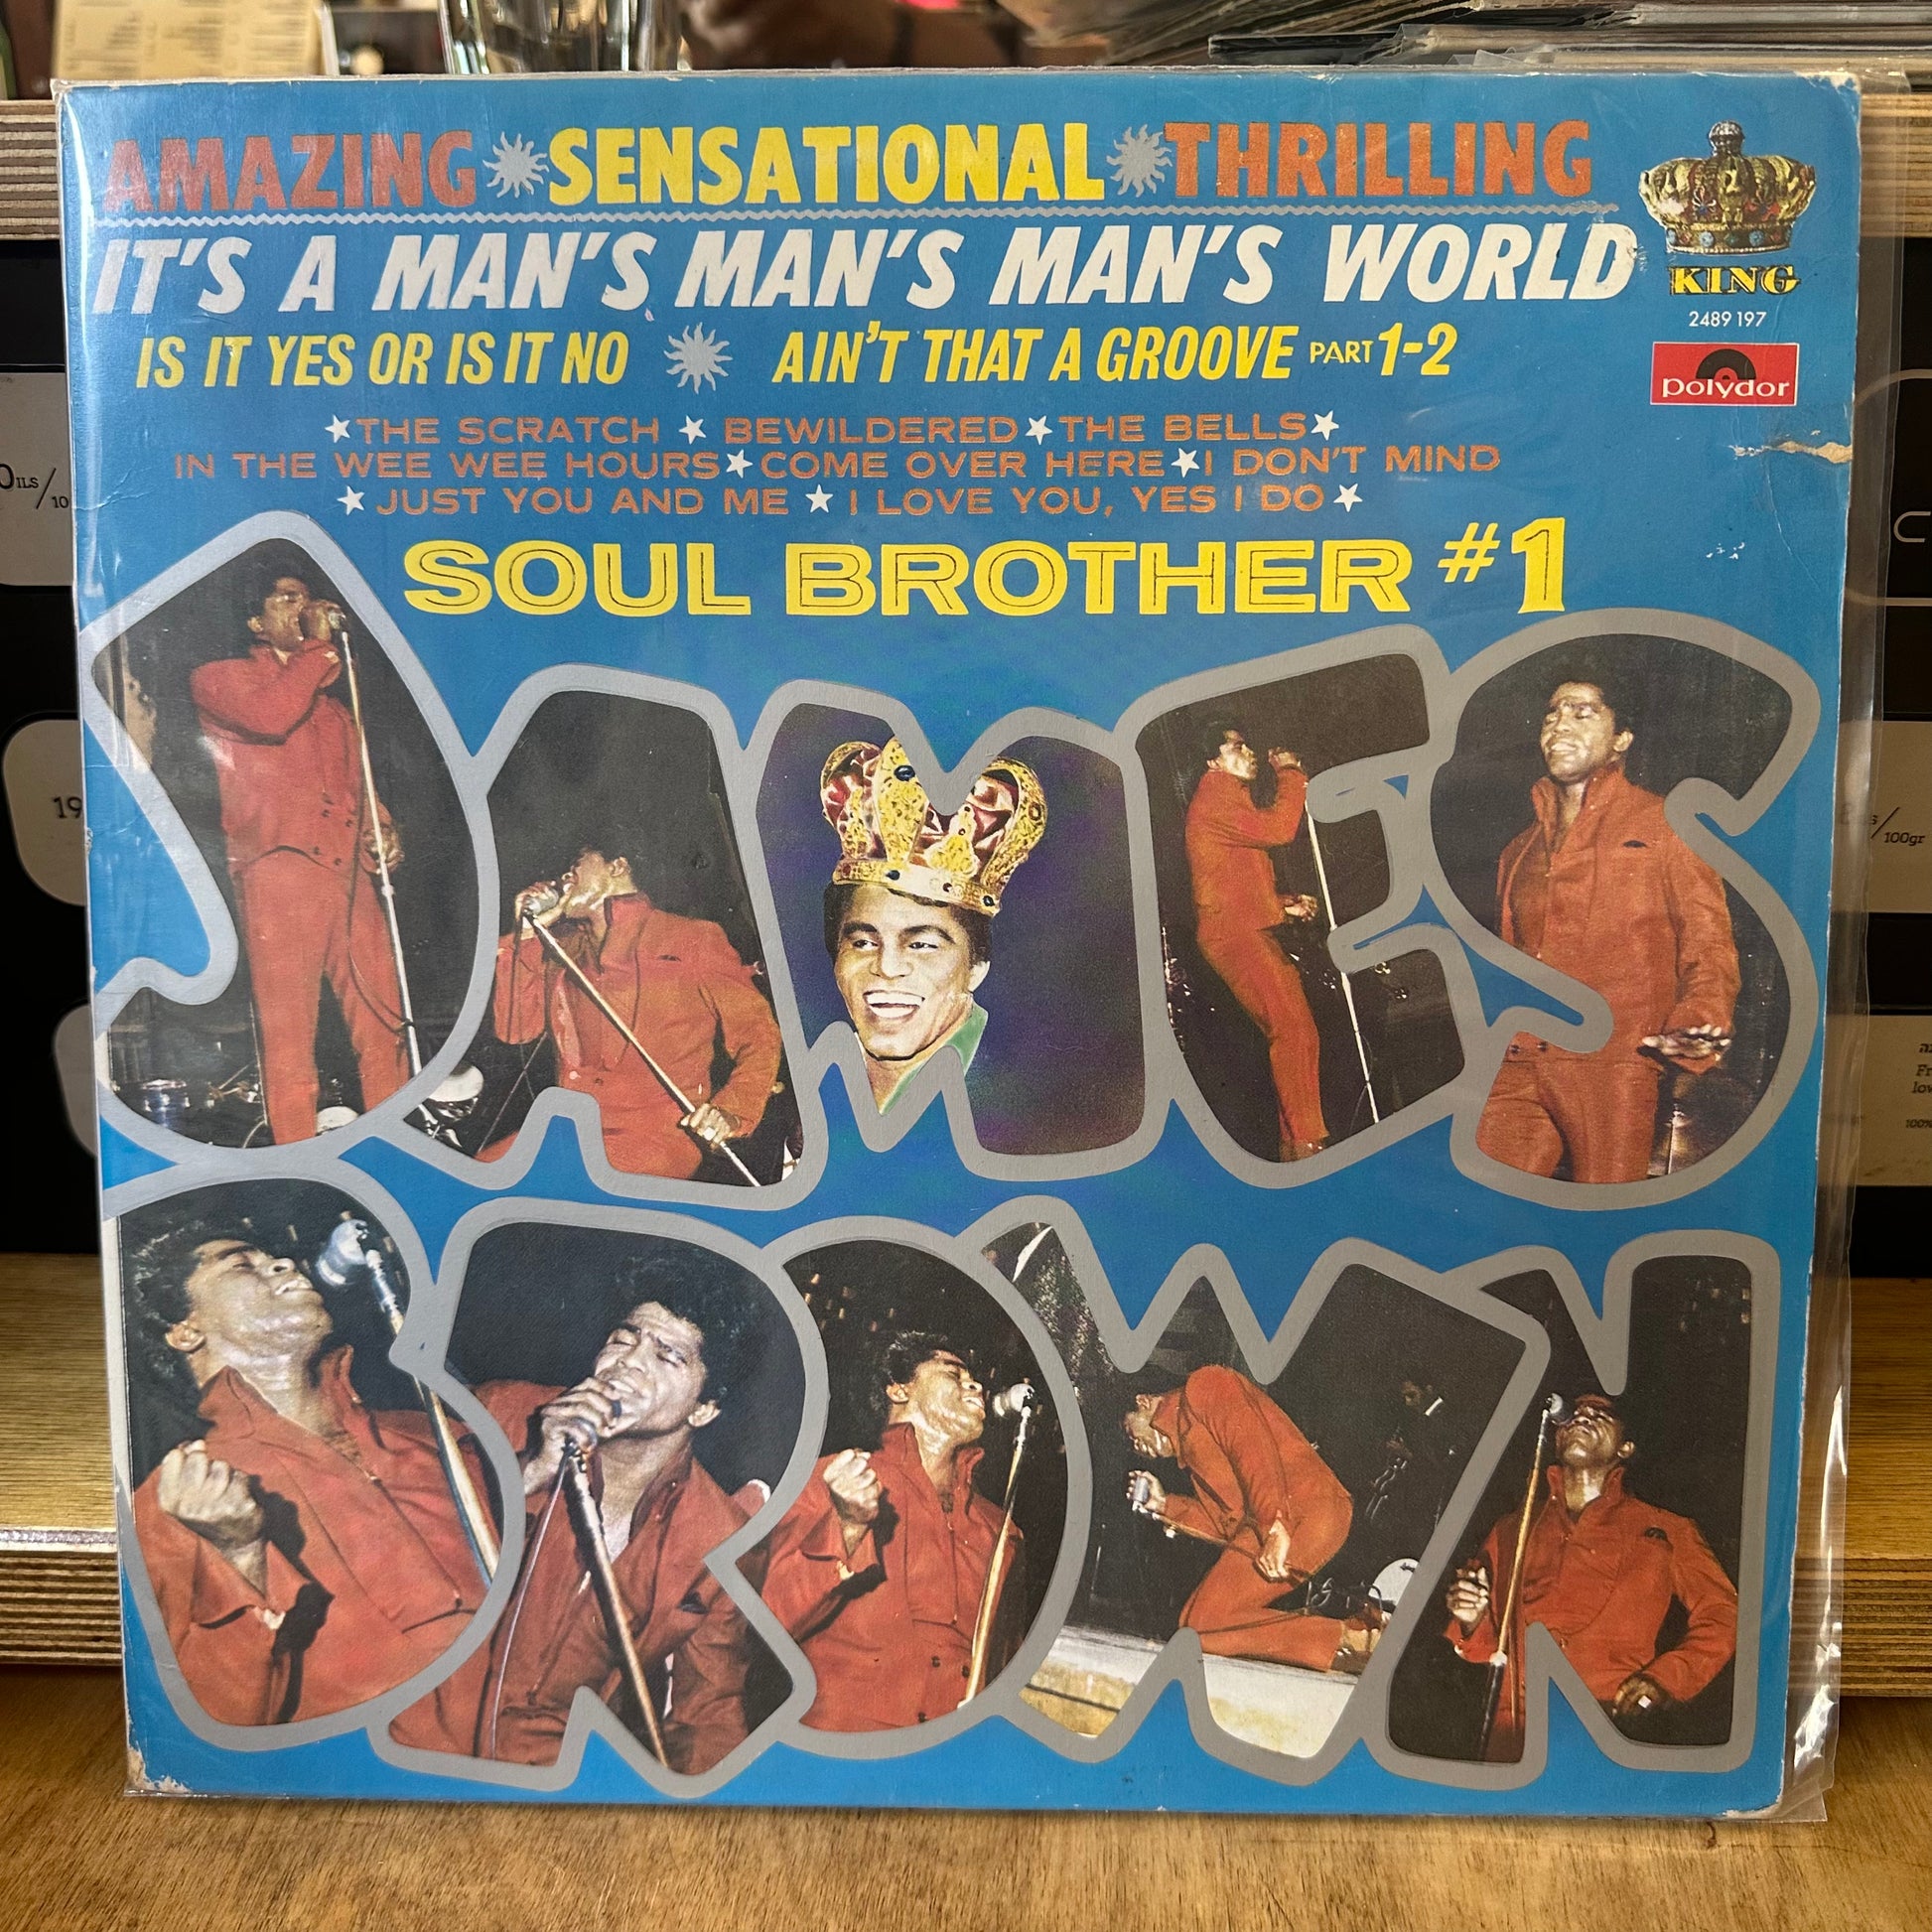 AMAZING SENSATIONAL THRILLING
IT'S A MAN'S MAN'S MAN'S WORLD
KING
2489 197
polydor
IS IT YES OR IS IT NO AIN'T THAT A GROOVE PART 1-2
★THE SCRATCH ★ BEWILDERED★THE BELLS★
IN THE WEE WEE HOURS★COME OVER HERE★I DON'T MIND
★JUST YOU AND ME ★ I LOVE YOU, YES I DO★
SOUL BROTHER #1
JAMES
BROWN
19
/100gr